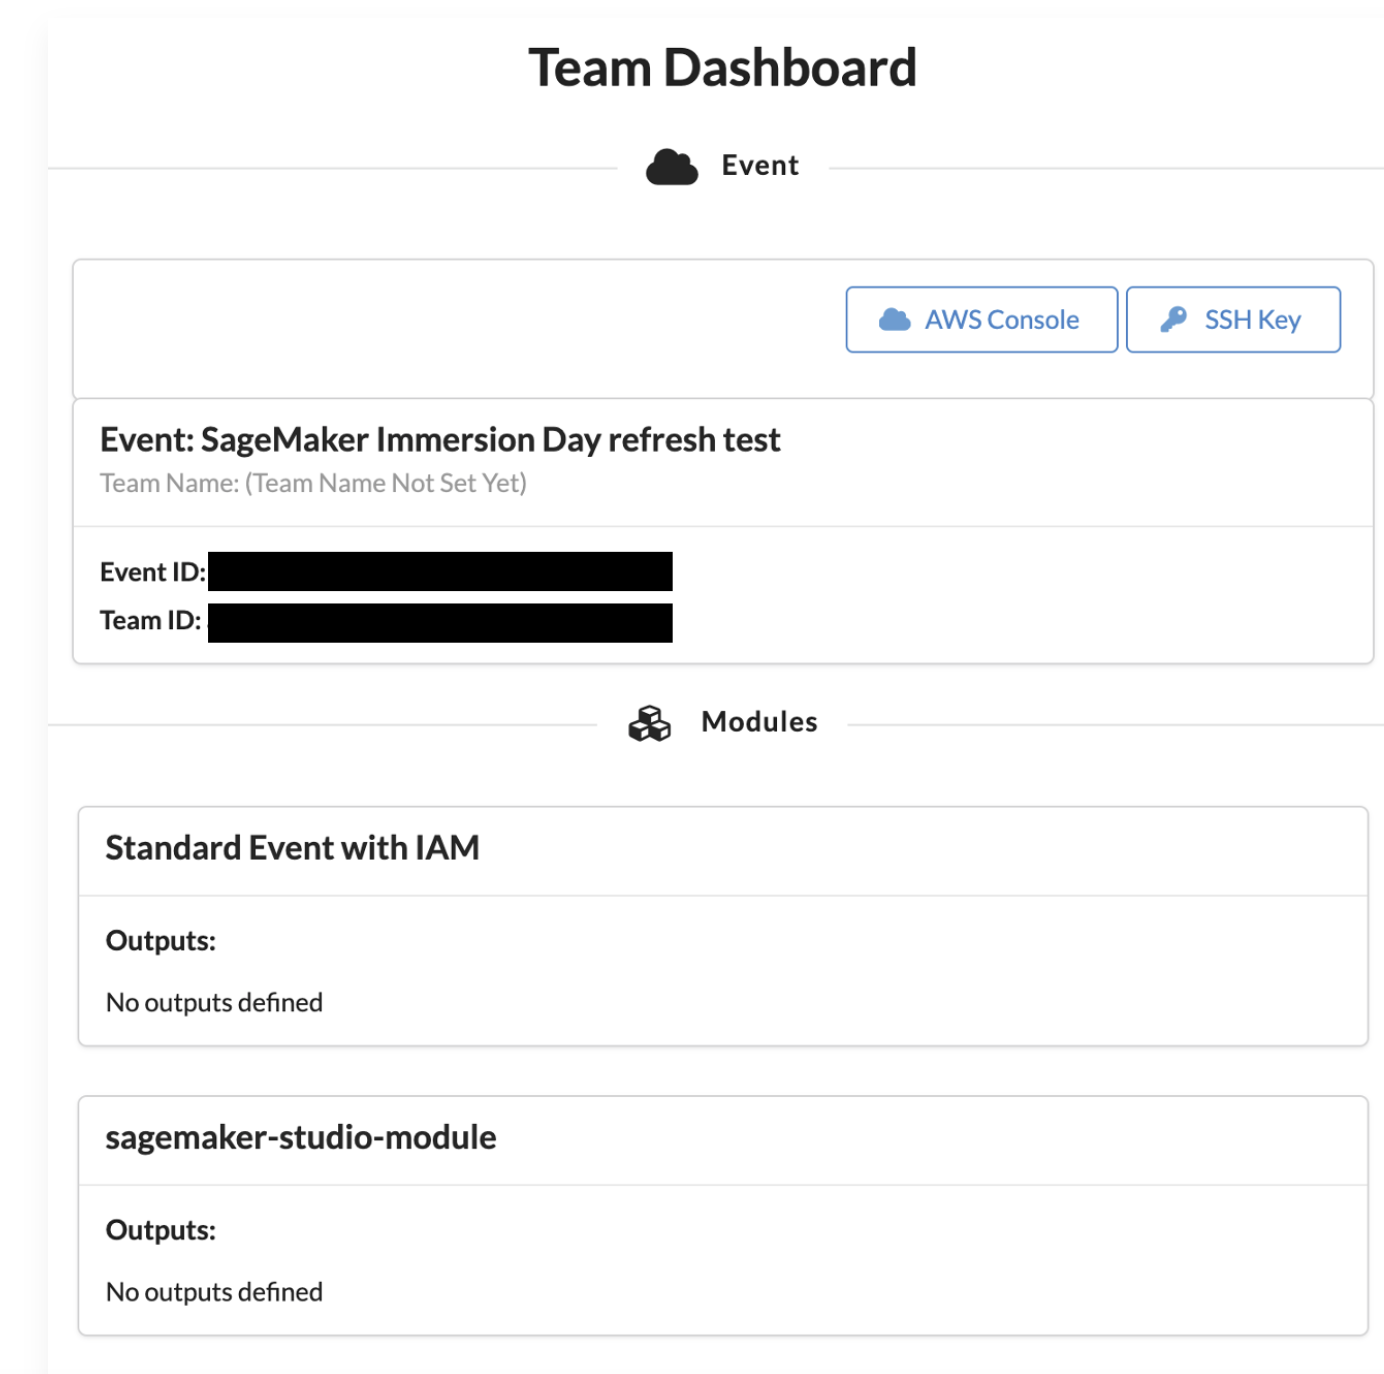 Team Dashboard
Event
AWS Console
SSH Key
Event: SageMaker Immersion Day refresh test
Team Name: (Team Name Not Set Yet)
Event ID:
Team ID:
Modules
Standard Event with IAM
Outputs:
No outputs defined
sagemaker-studio-module
Outputs:
No outputs defined